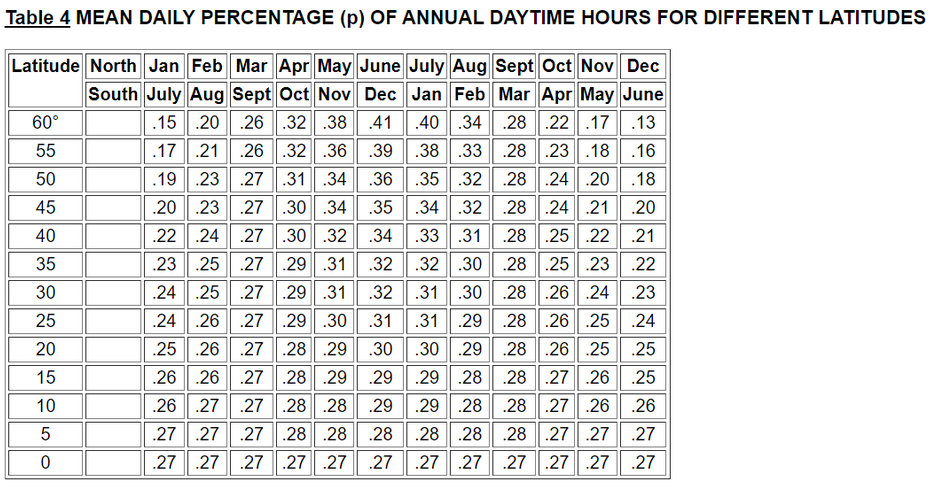 Table 4 MEAN DAILY PERCENTAGE (p) OF ANNUAL DAYTIME HOURS FOR DIFFERENT LATITUDES
Latitude North Jan Feb Mar Apr May June July Aug Sept Oct Nov Dec
South July Aug Sept Oct Nov Dec Jan Feb Mar Apr May June
60° .15 .20 .26 .32 .38 .41 .40 .34 .28 .22 .17 .13
55 .17 .21 .26 .32 .36 .39 .38 .33 .28 .23 .18 .16
50 .19 .23 .27 .31 .34 .36 .35 .32 .28 .24 .20 .18
45 .20 .23 .27 .30 .34 .35 .34 .32 .28 .24 .21 .20
40 .22 .24 .27 .30 .32 .34 .33 .31 .28 .25 .22 .21
35 .23 .25 .27 .29 .31 .32 .32 .30 .28 .25 .23 .22
30 .24 .25 .27 .29 .31 .32 .31 .30 .28 .26 .24 .23
25 .24 .26 .27 .29 .30 .31 .31 .29 .28 .26 .25 .24
20 .25 .26 .27 .28 .29 .30 .30 .29 .28 .26 .25 .25
15 .26 .26 .27 .28 .29 .29 .29 .28 .28 .27 .26 .25
10 .26 .27 .27 .28 .28 .29 .29 .28 .28 .27 .26 .26
5 .27 .27 .27 .28 .28 .28 .28 .28 .28 .27 .27 .27
0 .27 .27 .27 .27 .27 .27 .27 .27 .27 .27 .27 .27